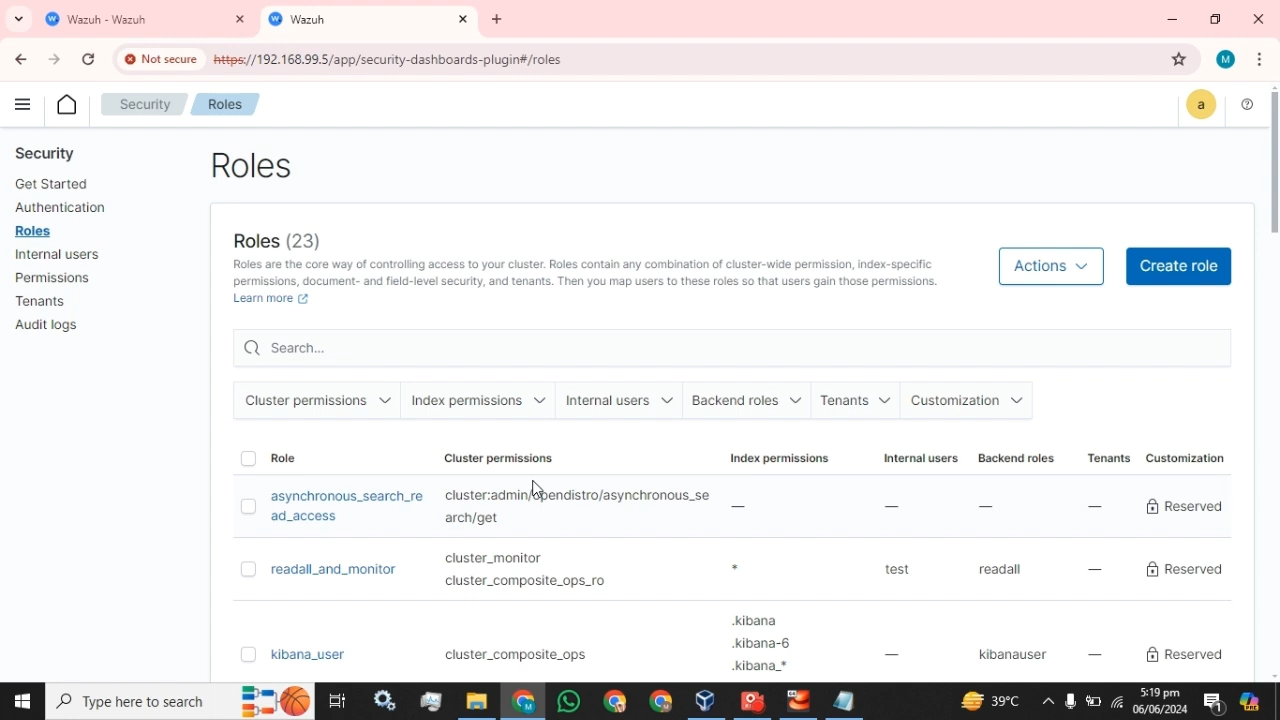 Wazuh - Wazuh
Wazuh
Not secure
https://192.168.99.5/app/security-dashboards-plugin#/roles
M
Security
Roles
a
Security
Get Started
Authentication
Roles
Internal users
Permissions
Tenants
Audit logs
Roles
Roles (23)
Roles are the core way of controlling access to your cluster. Roles contain any combination of cluster-wide permission, index-specific
permissions, document- and field-level security, and tenants. Then you map users to these roles so that users gain those permissions.
Learn more
Actions
Create role
Search...
Cluster permissions
Index permissions
Internal users
Backend roles
Tenants
Customization
Role Cluster permissions Index permissions Internal users Backend roles Tenants Customization
asynchronous_search_re
ad_access
cluster:admin/opendistro/asynchronous_se
arch/get
— — — — Reserved
readall_and_monitor
cluster_monitor
cluster_composite_ops_ro
* test readall — Reserved
kibana_user
cluster_composite_ops
.kibana
.kibana-6
.kibana_*
— kibanauser — Reserved
Type here to search
39°C
5:19 pm
06/06/2024
1